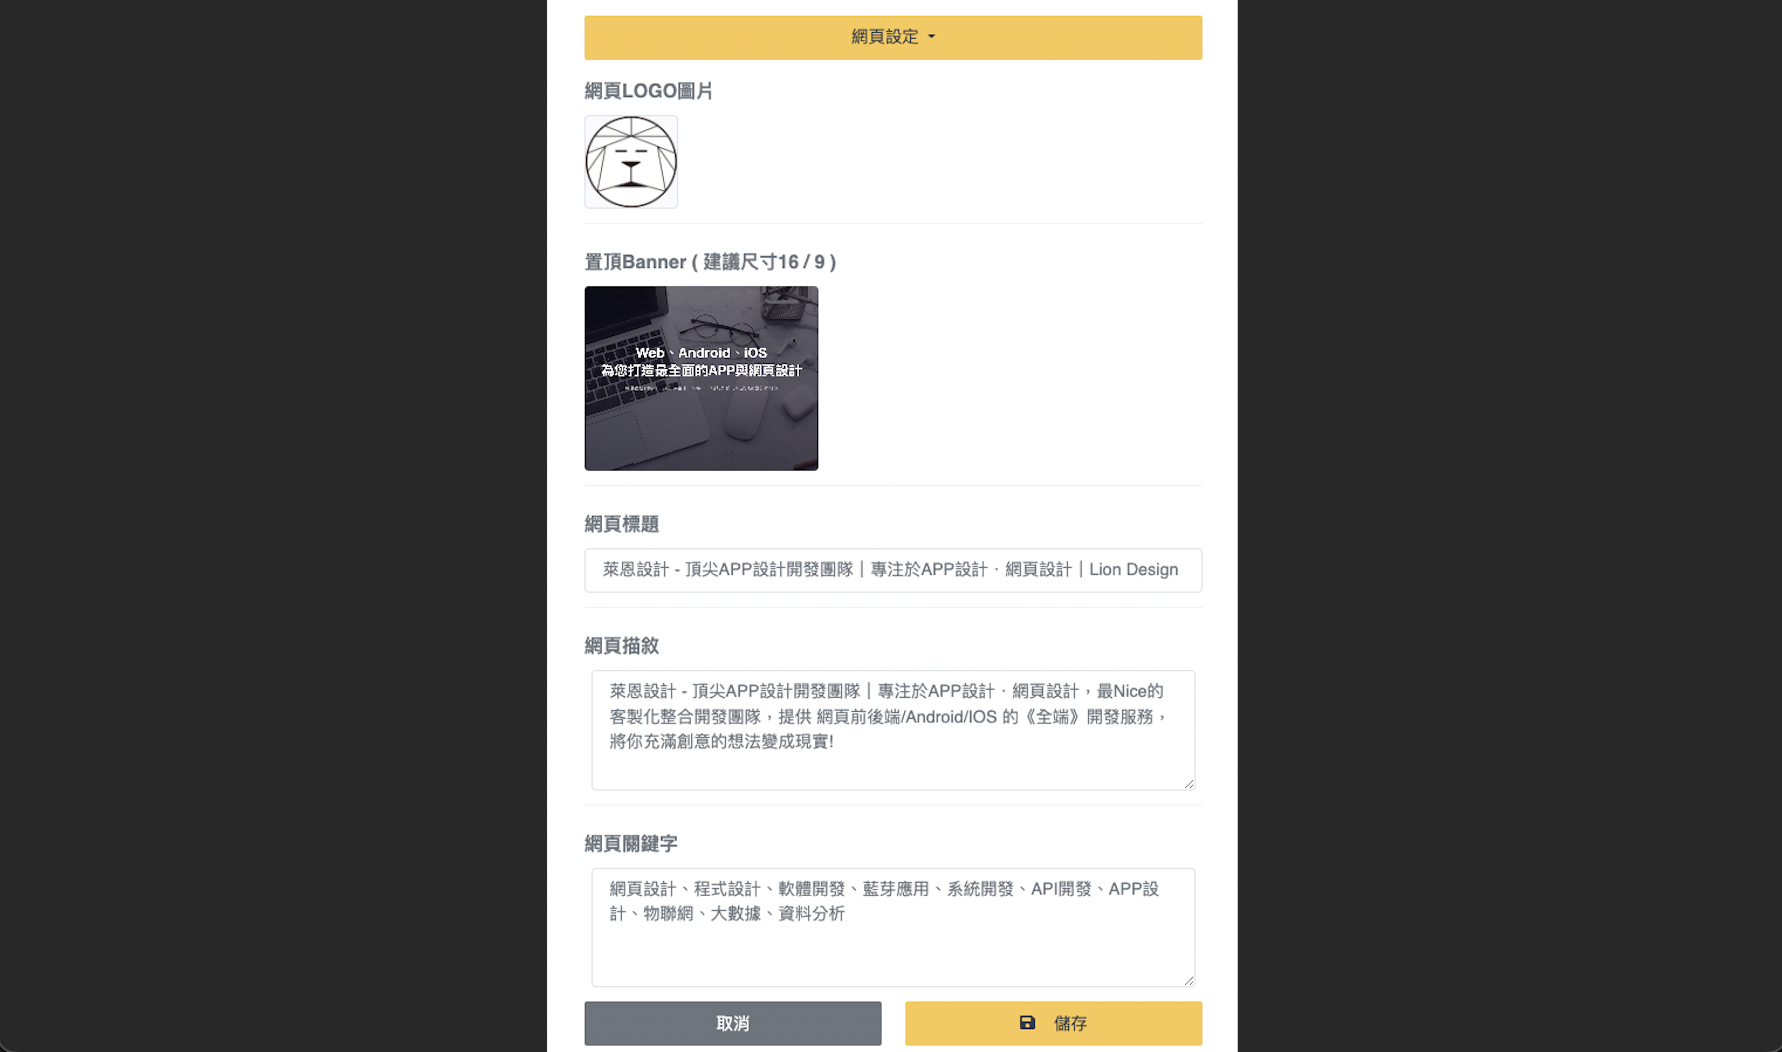 網頁設定
網頁LOGO圖片
置頂Banner ( 建議尺寸16 / 9 )
Web、Android、iOS
為您打造最全面的APP與網頁設計
網頁標題
萊恩設計 - 頂尖APP設計開發團隊｜專注於APP設計．網頁設計｜Lion Design
網頁描敘
萊恩設計 - 頂尖APP設計開發團隊｜專注於APP設計．網頁設計，最Nice的
客製化整合開發團隊，提供 網頁前後端/Android/IOS 的《全端》開發服務，
將你充滿創意的想法變成現實!
網頁關鍵字
網頁設計、程式設計、軟體開發、藍芽應用、系統開發、API開發、APP設
計、物聯網、大數據、資料分析
取消
儲存